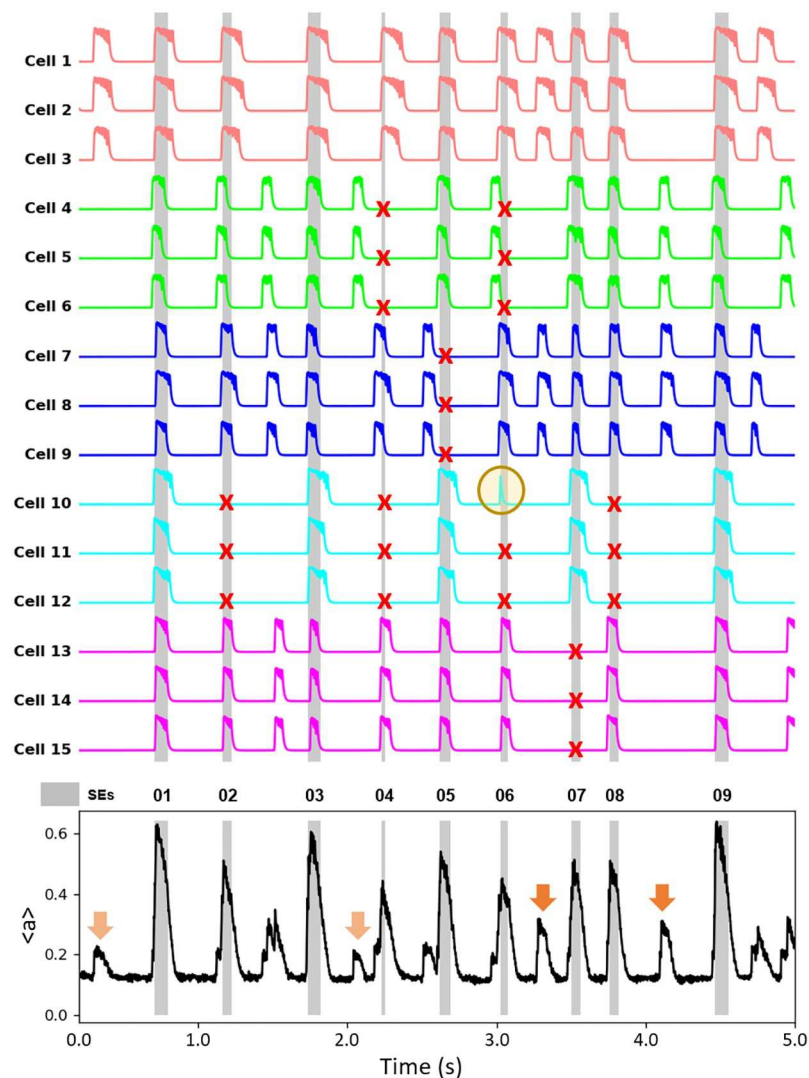 Cell 1
Cell 2
Cell 3
Cell 4
X X
Cell 5
X X
Cell 6
X X
Cell 7
X
Cell 8
X
Cell 9
X
Cell 10
X X X
Cell 11
X X X X
Cell 12
X X X X
Cell 13
X
Cell 14
X
Cell 15
X
SEs 01 02 03 04 05 06 07 08 09
0.6
0.4
0.2
0.0
<a>
0.0 1.0 2.0 3.0 4.0 5.0
Time (s)